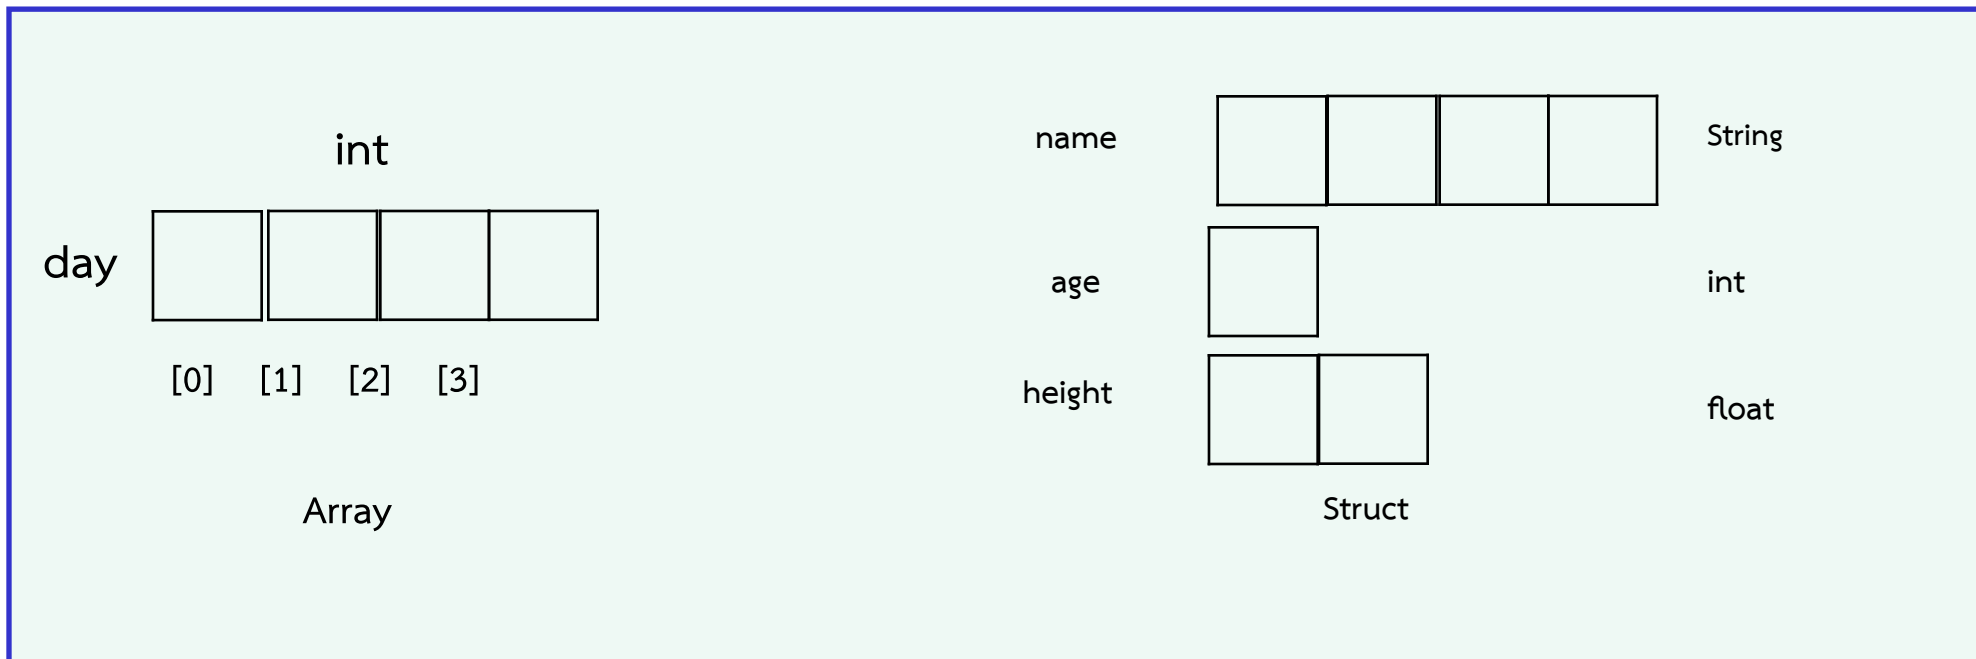 int
day
[0] [1] [2] [3]
Array
name String
age int
height float
Struct